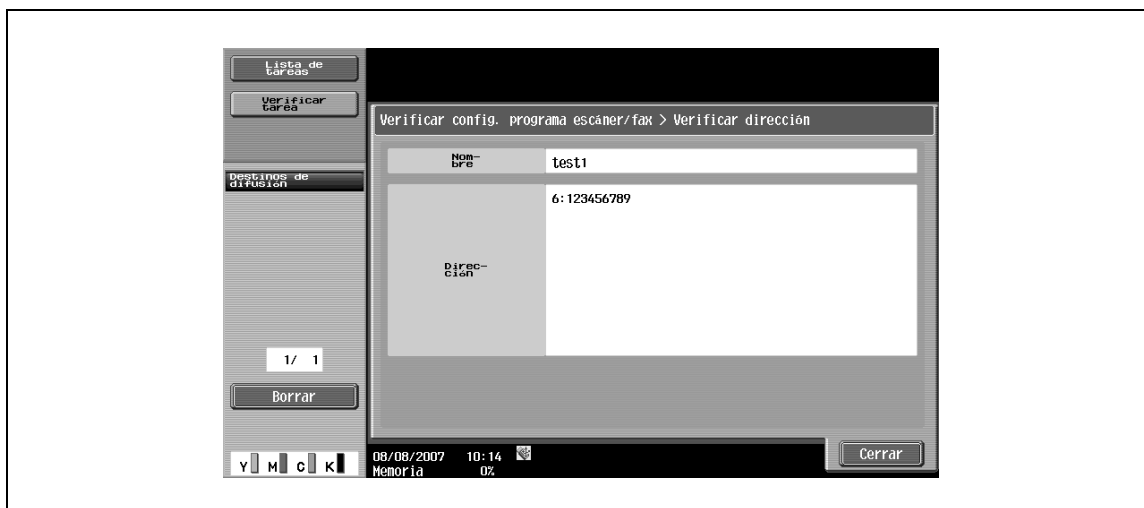 Lista de
tareas
Verificar
tarea
Verificar config. programa escáner/fax > Verificar dirección
Nom-
bre
test1
Destinos de
difusión
6:123456789
Direc-
ción
1/ 1
Borrar
Y M C K
08/08/2007 10:14
Memoria 0%
Cerrar